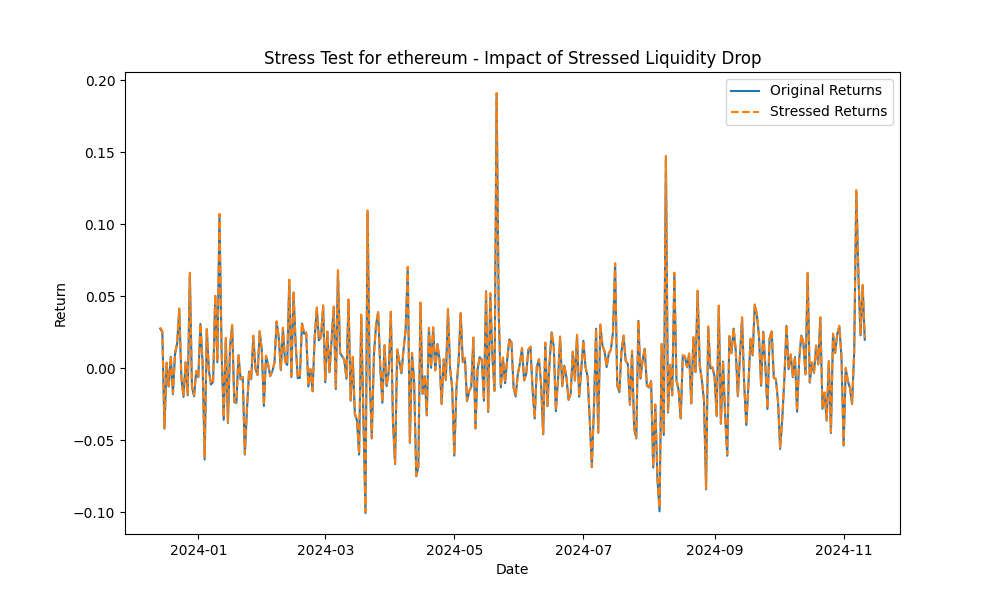 Stress Test for ethereum - Impact of Stressed Liquidity Drop
Original Returns
Stressed Returns
0.20
0.15
0.10
0.05
0.00
−0.05
−0.10
Return
2024-01
2024-03
2024-05
2024-07
2024-09
2024-11
Date